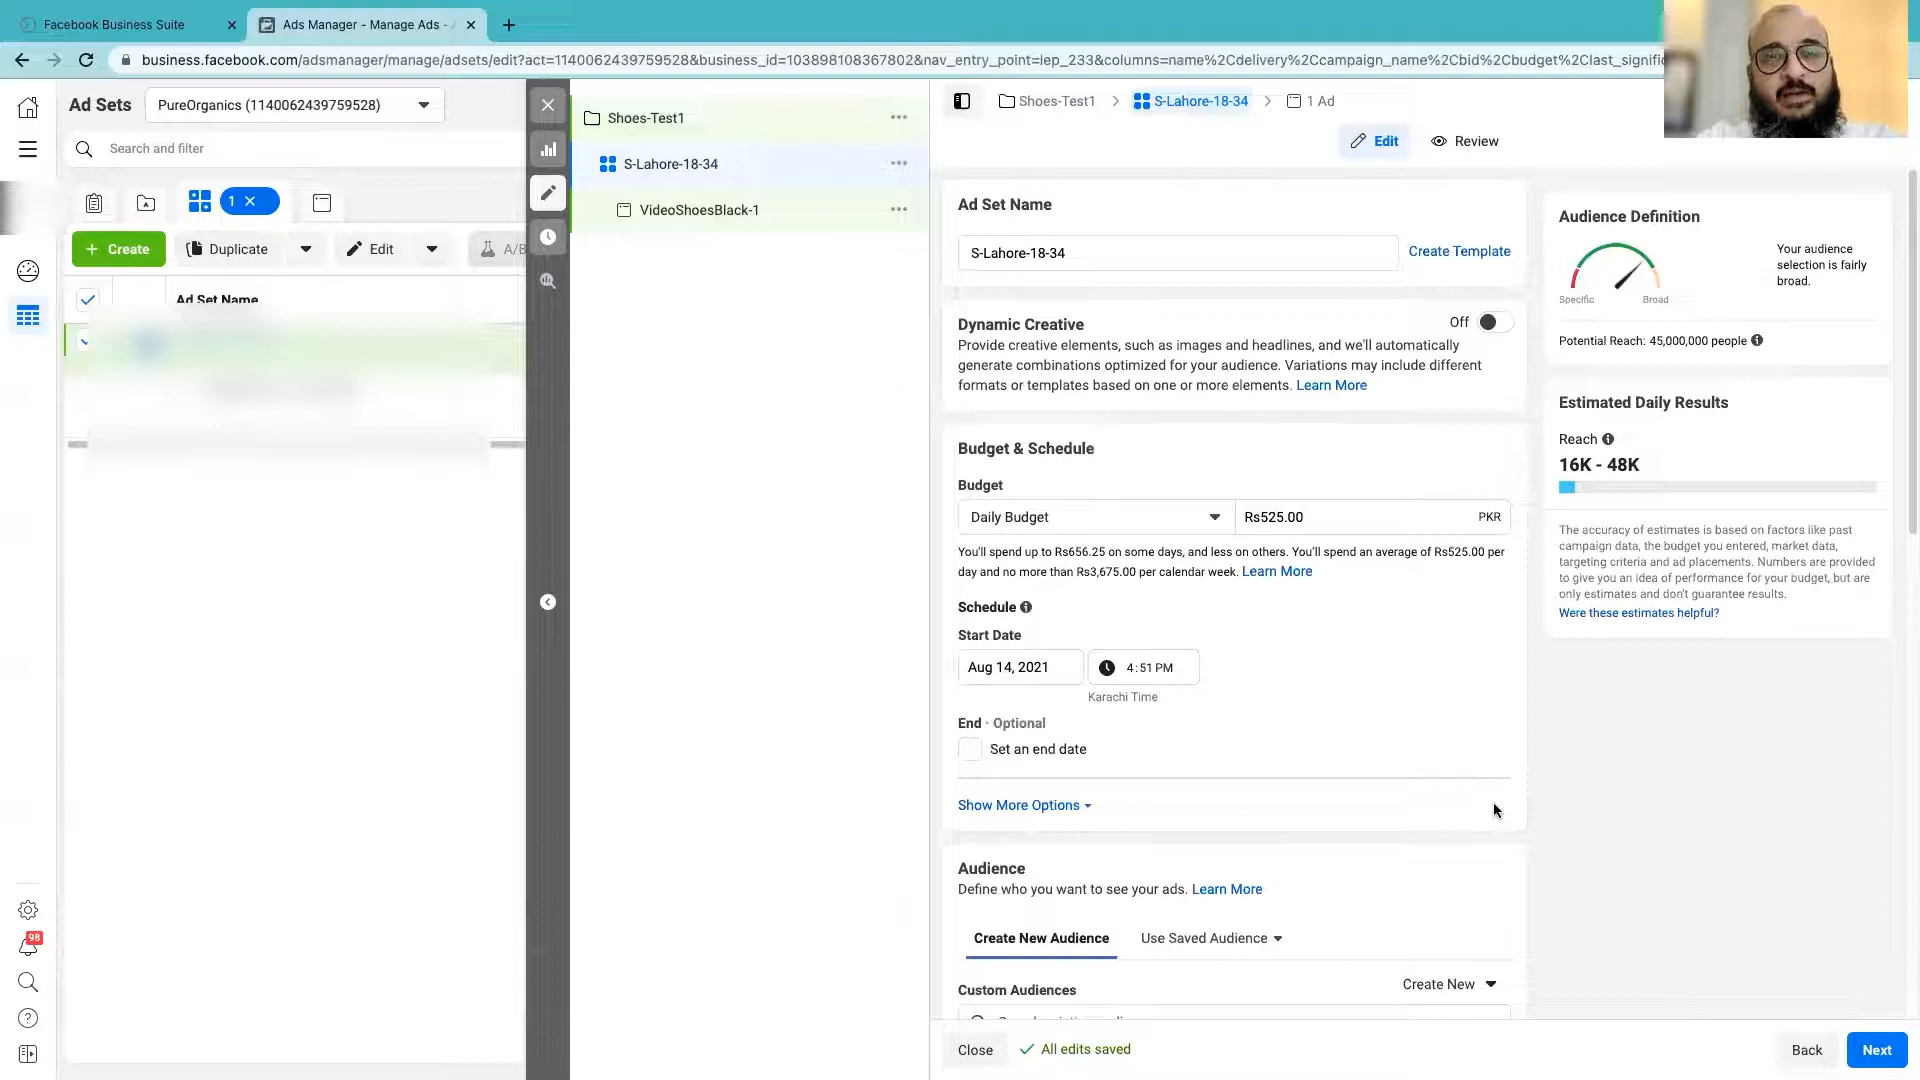 Facebook Business Suite
Ads Manager - Manage Ads -
business.facebook.com/adsmanager/manage/adsets/edit?act=1140062439759528&business_id=103898108367802&nav_entry_point=lep_233&columns=name%2Cdelivery%2Ccampaign_name%2Cbid%2Cbudget%2Clast_signific
Ad Sets
PureOrganics (1140062439759528)
Search and filter
1
Create
Duplicate
Edit
A/B
Ad Set Name
98
Shoes-Test1
S-Lahore-18-34
VideoShoesBlack-1
Shoes-Test1
S-Lahore-18-34
1 Ad
Edit
Review
Ad Set Name
S-Lahore-18-34
Create Template
Dynamic Creative
Off
Provide creative elements, such as images and headlines, and we'll automatically
generate combinations optimized for your audience. Variations may include different
formats or templates based on one or more elements. Learn More
Budget & Schedule
Budget
Daily Budget
Rs525.00
PKR
You'll spend up to Rs656.25 on some days, and less on others. You'll spend an average of Rs525.00 per
day and no more than Rs3,675.00 per calendar week. Learn More
Schedule
Start Date
Aug 14, 2021
4:51 PM
Karachi Time
End · Optional
Set an end date
Show More Options
Audience
Define who you want to see your ads. Learn More
Create New Audience
Use Saved Audience
Custom Audiences
Create New
Close
All edits saved
Back
Next
Audience Definition
Your audience
selection is fairly
broad.
Specific
Broad
Potential Reach: 45,000,000 people
Estimated Daily Results
Reach
16K - 48K
The accuracy of estimates is based on factors like past
campaign data, the budget you entered, market data,
targeting criteria and ad placements. Numbers are provided
to give you an idea of performance for your budget, but are
only estimates and don't guarantee results.
Were these estimates helpful?